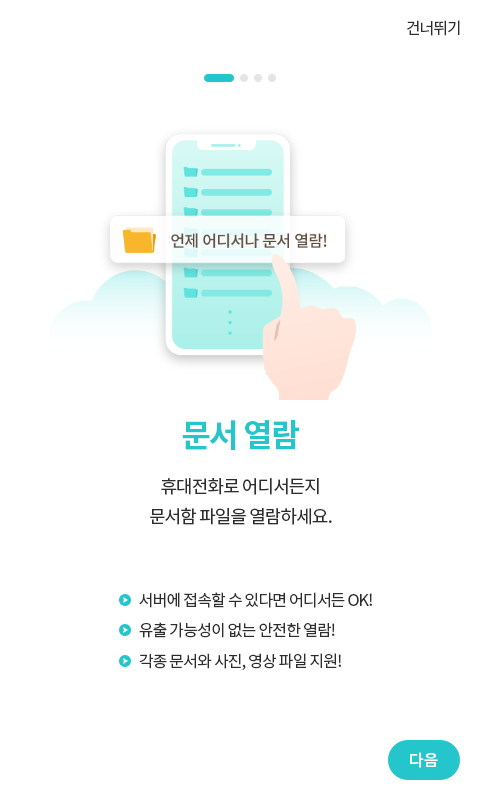 건너뛰기
언제 어디서나 문서 열람!
문서 열람
휴대전화로 어디서든지
문서함 파일을 열람하세요.
서버에 접속할 수 있다면 어디서든 OK!
유출 가능성이 없는 안전한 열람!
각종 문서와 사진, 영상 파일 지원!
다음